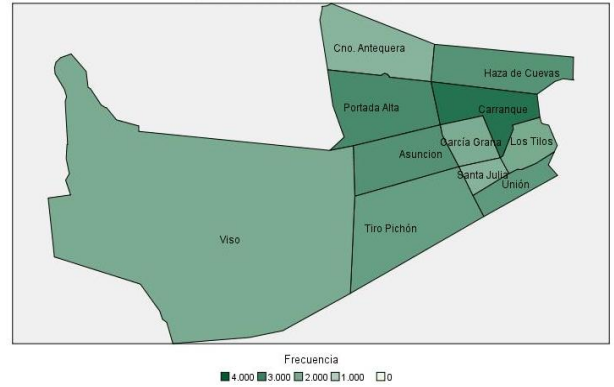 Cno. Antequera
Haza de Cuevas
Portada Alta
Carranque
García Grana
Los Tilos
Asuncion
Santa Julia
Unión
Tiro Pichón
Viso
Frecuencia
4.000 3.000 2.000 1.000 0